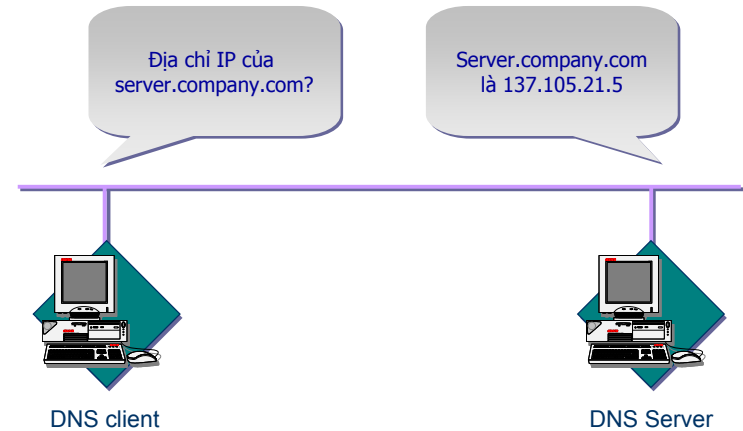 Địa chỉ IP của
server.company.com?
Server.company.com
là 137.105.21.5
DNS client
DNS Server